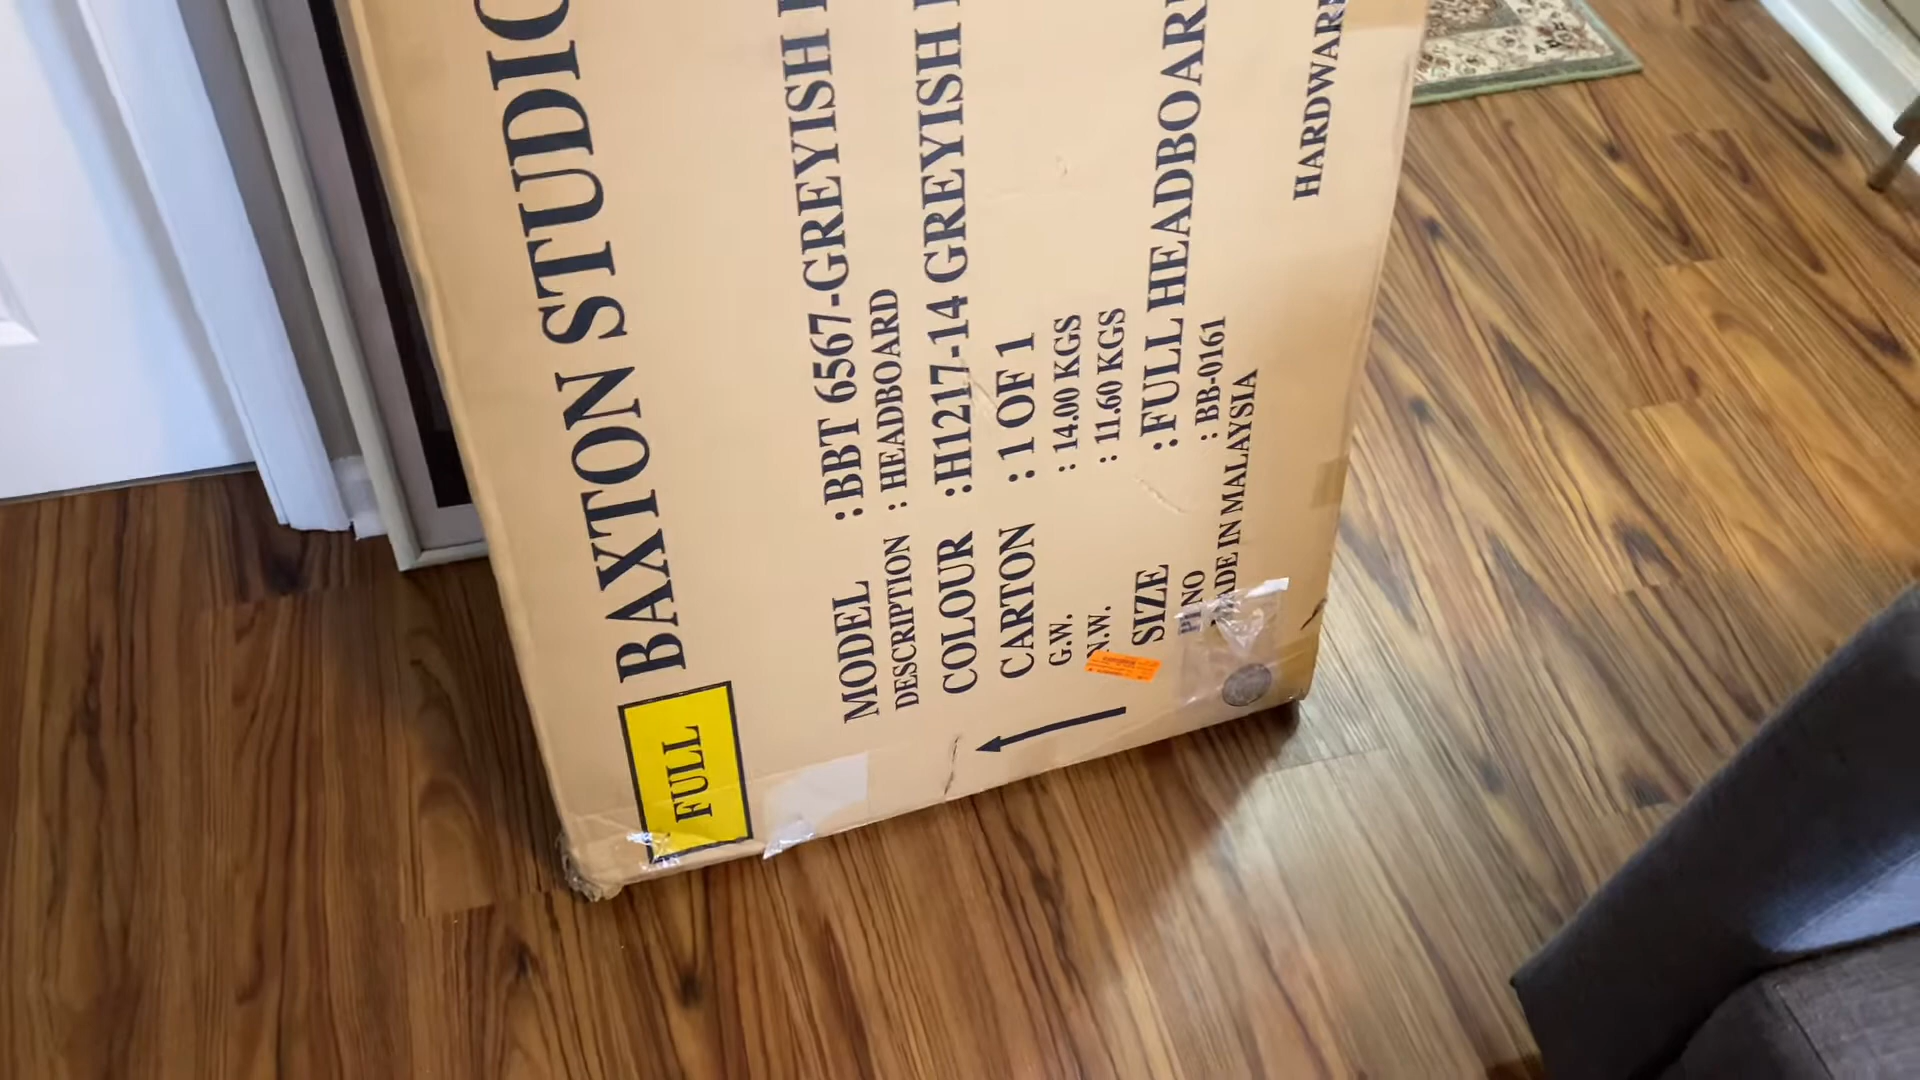 FULL
BAXTON STUDIO
MODEL : BBT 6567-GREYISH
DESCRIPTION : HEADBOARD
COLOUR : H1217-14 GREYISH
CARTON : 1 OF 1
G.W. : 14.00 KGS
N.W. : 11.60 KGS
SIZE : FULL HEADBOARD
PI NO : BB-0161
MADE IN MALAYSIA
HARDWARE